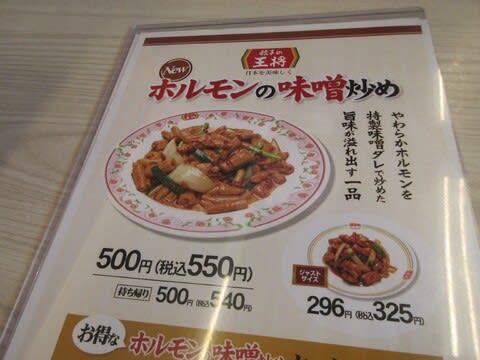 餃子の
王将
日本を美味しく
New
ホルモンの味噌炒め
やわらかホルモンを
特製味噌ダレで炒めた
旨味が溢れ出す一品
500円(税込550円)
持ち帰り 500円(税込540円)
ジャスト
サイズ
296円(税込325円)
お得な
ホルモンの味噌炒め